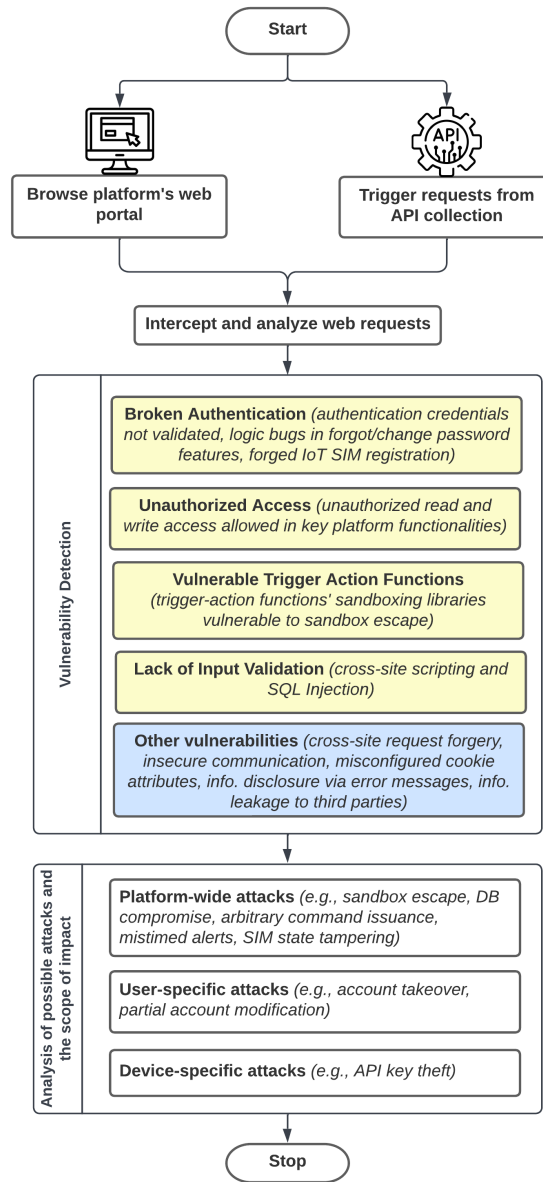 Start
API
Browse platform's web
portal
Trigger requests from
API collection
Intercept and analyze web requests
Vulnerability Detection
Broken Authentication (authentication credentials
not validated, logic bugs in forgot/change password
features, forged IoT SIM registration)
Unauthorized Access (unauthorized read and
write access allowed in key platform functionalities)
Vulnerable Trigger Action Functions
(trigger-action functions' sandboxing libraries
vulnerable to sandbox escape)
Lack of Input Validation (cross-site scripting and
SQL Injection)
Other vulnerabilities (cross-site request forgery,
insecure communication, misconfigured cookie
attributes, info. disclosure via error messages, info.
leakage to third parties)
Analysis of possible attacks and
the scope of impact
Platform-wide attacks (e.g., sandbox escape, DB
compromise, arbitrary command issuance,
mistimed alerts, SIM state tampering)
User-specific attacks (e.g., account takeover,
partial account modification)
Device-specific attacks (e.g., API key theft)
Stop